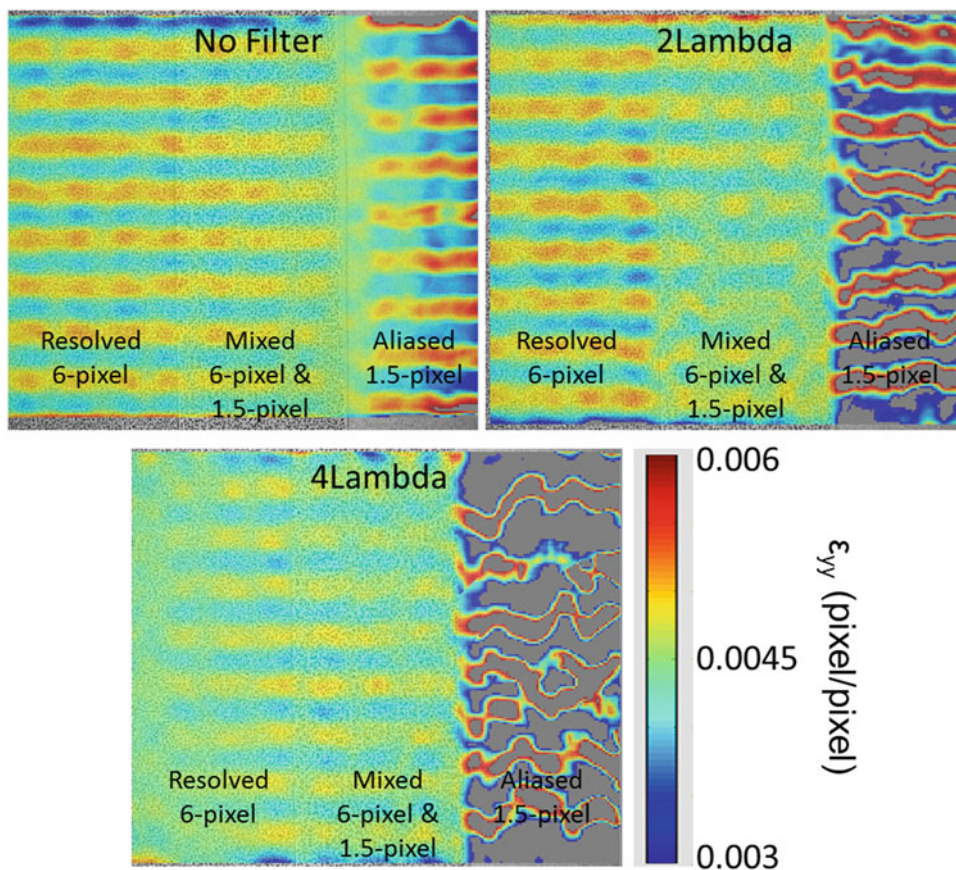 No Filter
Resolved
6-pixel
Mixed
6-pixel &
1.5-pixel
Aliased
1.5-pixel
2Lambda
Resolved
6-pixel
Mixed
6-pixel &
1.5-pixel
Aliased
1.5-pixel
4Lambda
Resolved
6-pixel
Mixed
6-pixel &
1.5-pixel
Aliased
1.5-pixel
0.006
0.0045
0.003
εyy (pixel/pixel)